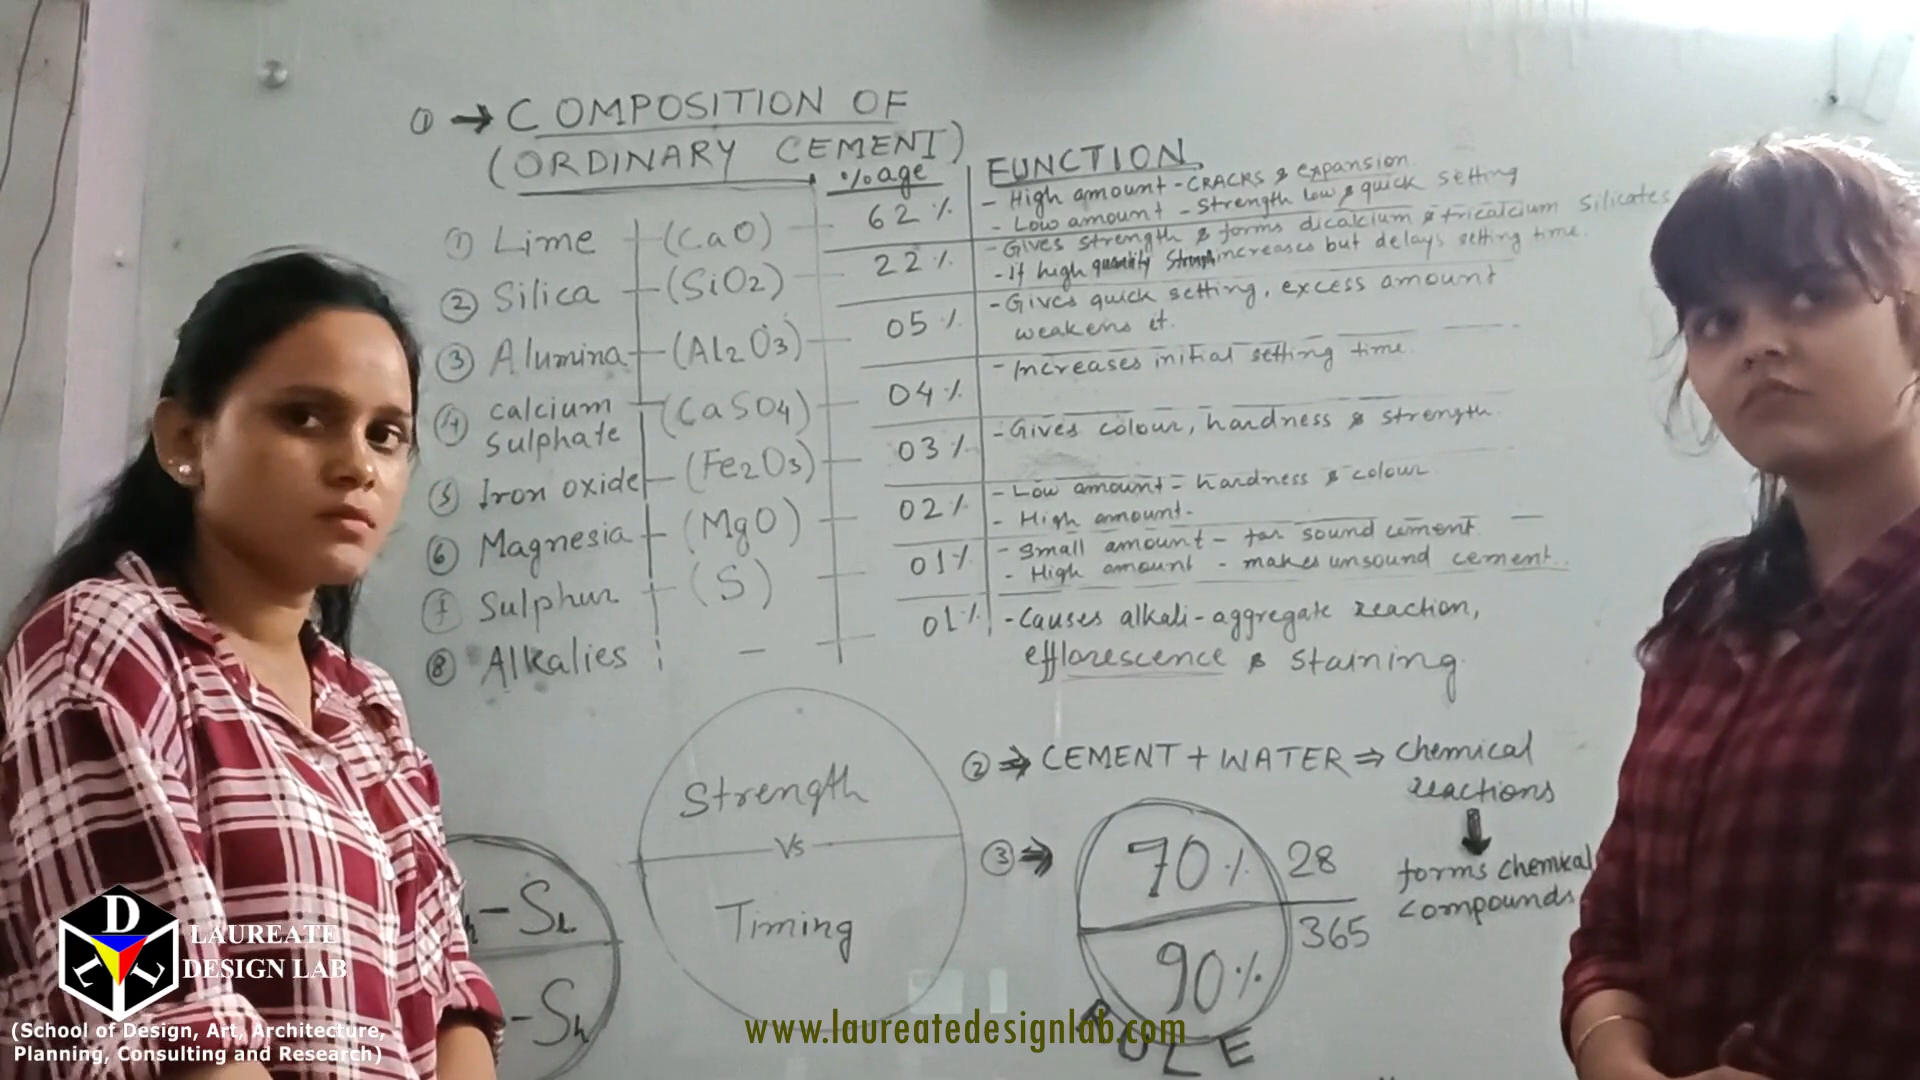 ① → COMPOSITION OF
(ORDINARY CEMENT)
%age
FUNCTION
① Lime (CaO) 62%
- High amount - CRACKS & expansion
- Low amount - Strength low & quick setting
② Silica (SiO2) 22%
- Gives strength & forms dicalcium & tricalcium silicates
- If high quantity Strength increases but delays setting time.
③ Alumina (Al2O3) 05%
- Gives quick setting, excess amount
weakens it.
④ calcium
sulphate (CaSO4) 04%
- Increases initial setting time
⑤ Iron oxide (Fe2O3) 03%
- Gives colour, hardness & strength
⑥ Magnesia (MgO) 02%
- Low amount = hardness & colour
- High amount -
⑦ Sulphur (S) 01%
- Small amount - for sound cement
- High amount - makes unsound cement..
⑧ Alkalies - 01%
- Causes alkali-aggregate reaction,
efflorescence & staining.
Strength
Vs
Timing
② ⇒ CEMENT + WATER ⇒ Chemical
reactions
forms chemical
compounds
③ ⇒
70% 28
90% 365
RULE
D
L L
LAUREATE
DESIGN LAB
(School of Design, Art, Architecture,
Planning, Consulting and Research)
www.laureatedesignlab.com